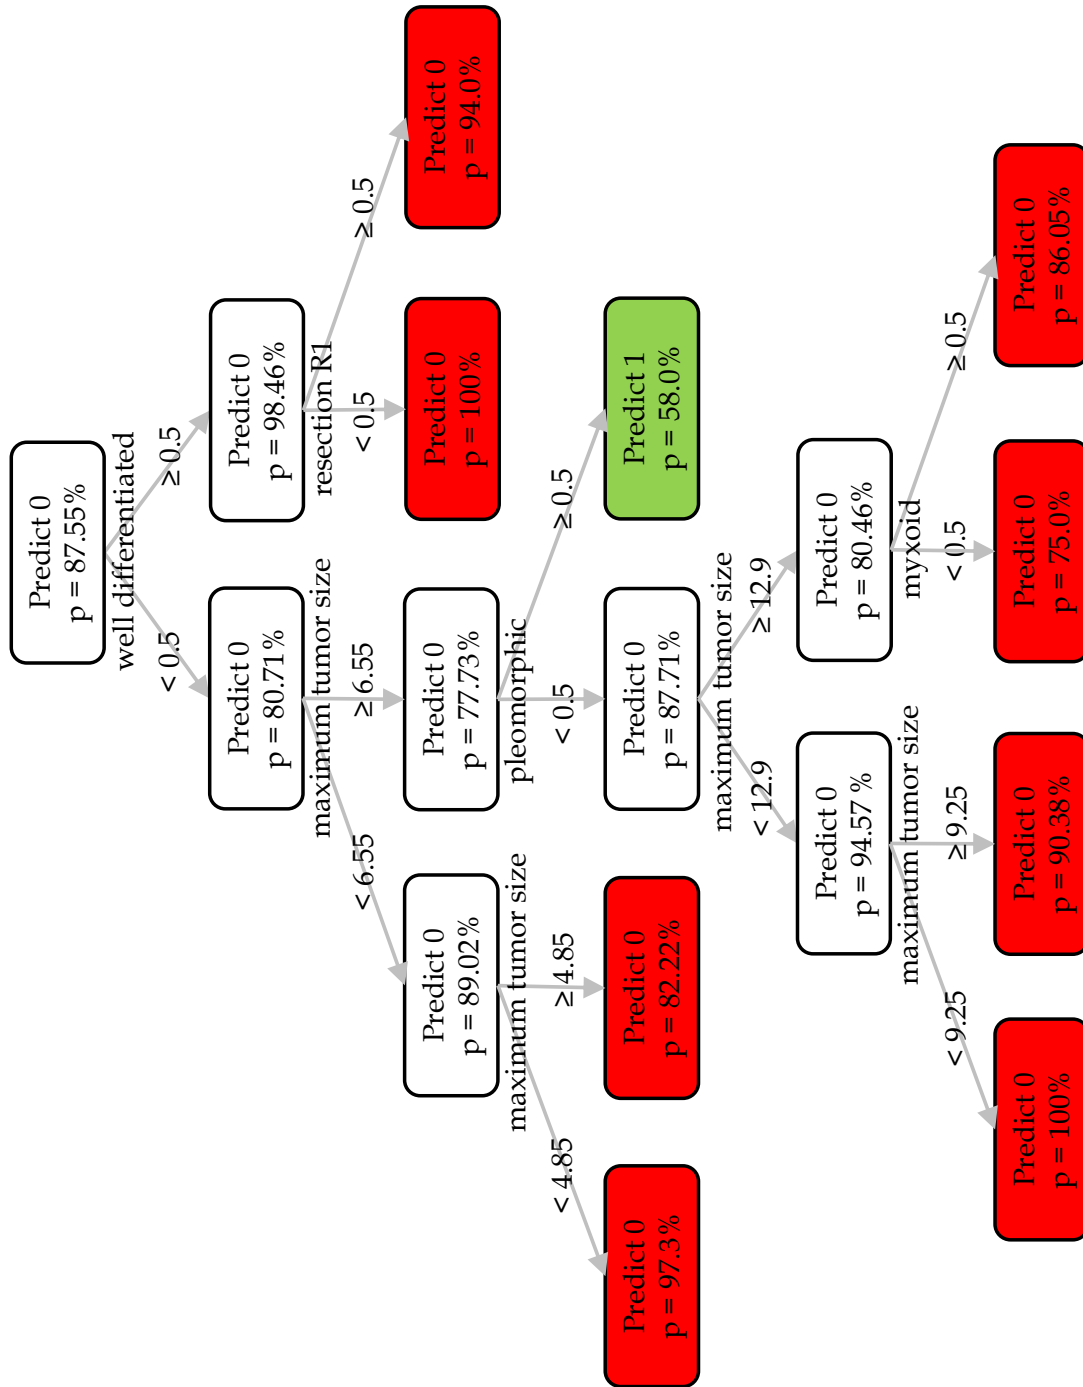 Predict 0
p = 87.55%
well differentiated
< 0.5
≥ 0.5
Predict 0
p = 80.71%
maximum tumor size
Predict 0
p = 98.46%
resection R1
< 6.55
≥ 6.55
< 0.5
≥ 0.5
Predict 0
p = 89.02%
maximum tumor size
Predict 0
p = 77.73%
pleomorphic
Predict 0
p = 100%
Predict 0
p = 94.0%
< 4.85
≥ 4.85
< 0.5
≥ 0.5
Predict 0
p = 97.3%
Predict 0
p = 82.22%
Predict 0
p = 87.71%
maximum tumor size
Predict 1
p = 58.0%
< 12.9
≥ 12.9
Predict 0
p = 94.57 %
maximum tumor size
Predict 0
p = 80.46%
myxoid
< 9.25
≥ 9.25
< 0.5
≥ 0.5
Predict 0
p = 100%
Predict 0
p = 90.38%
Predict 0
p = 75.0%
Predict 0
p = 86.05%